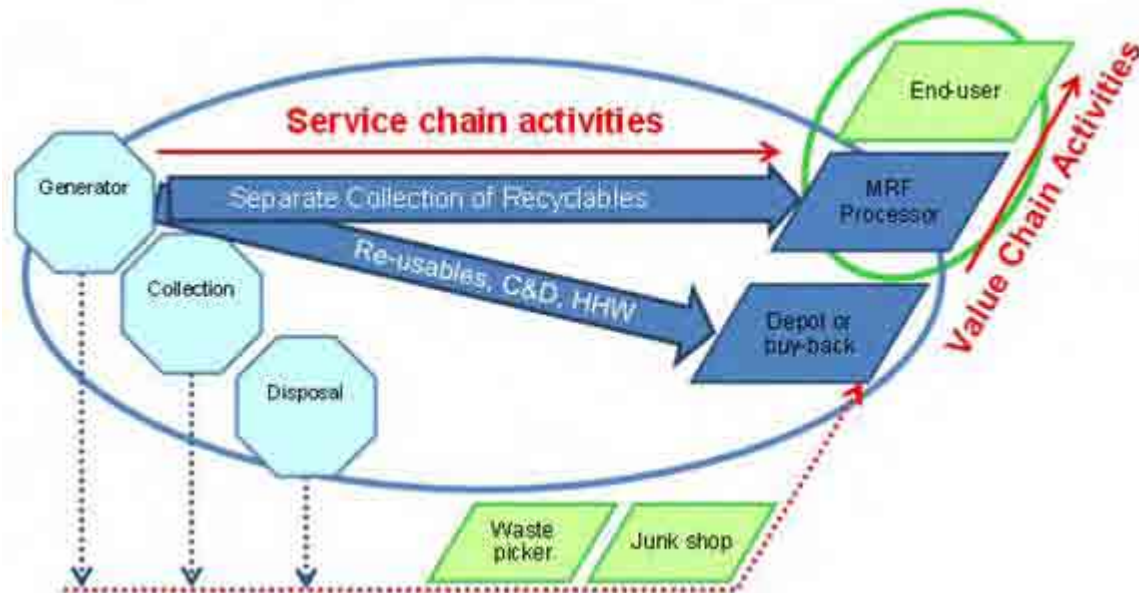 End-user
Service chain activities
Generator
Separate Collection of Recyclables
MRF
Processor
Value Chain Activities
Collection
Re-usables, C&D, HHW
Depot or
buy-back
Disposal
Waste
picker
Junk shop